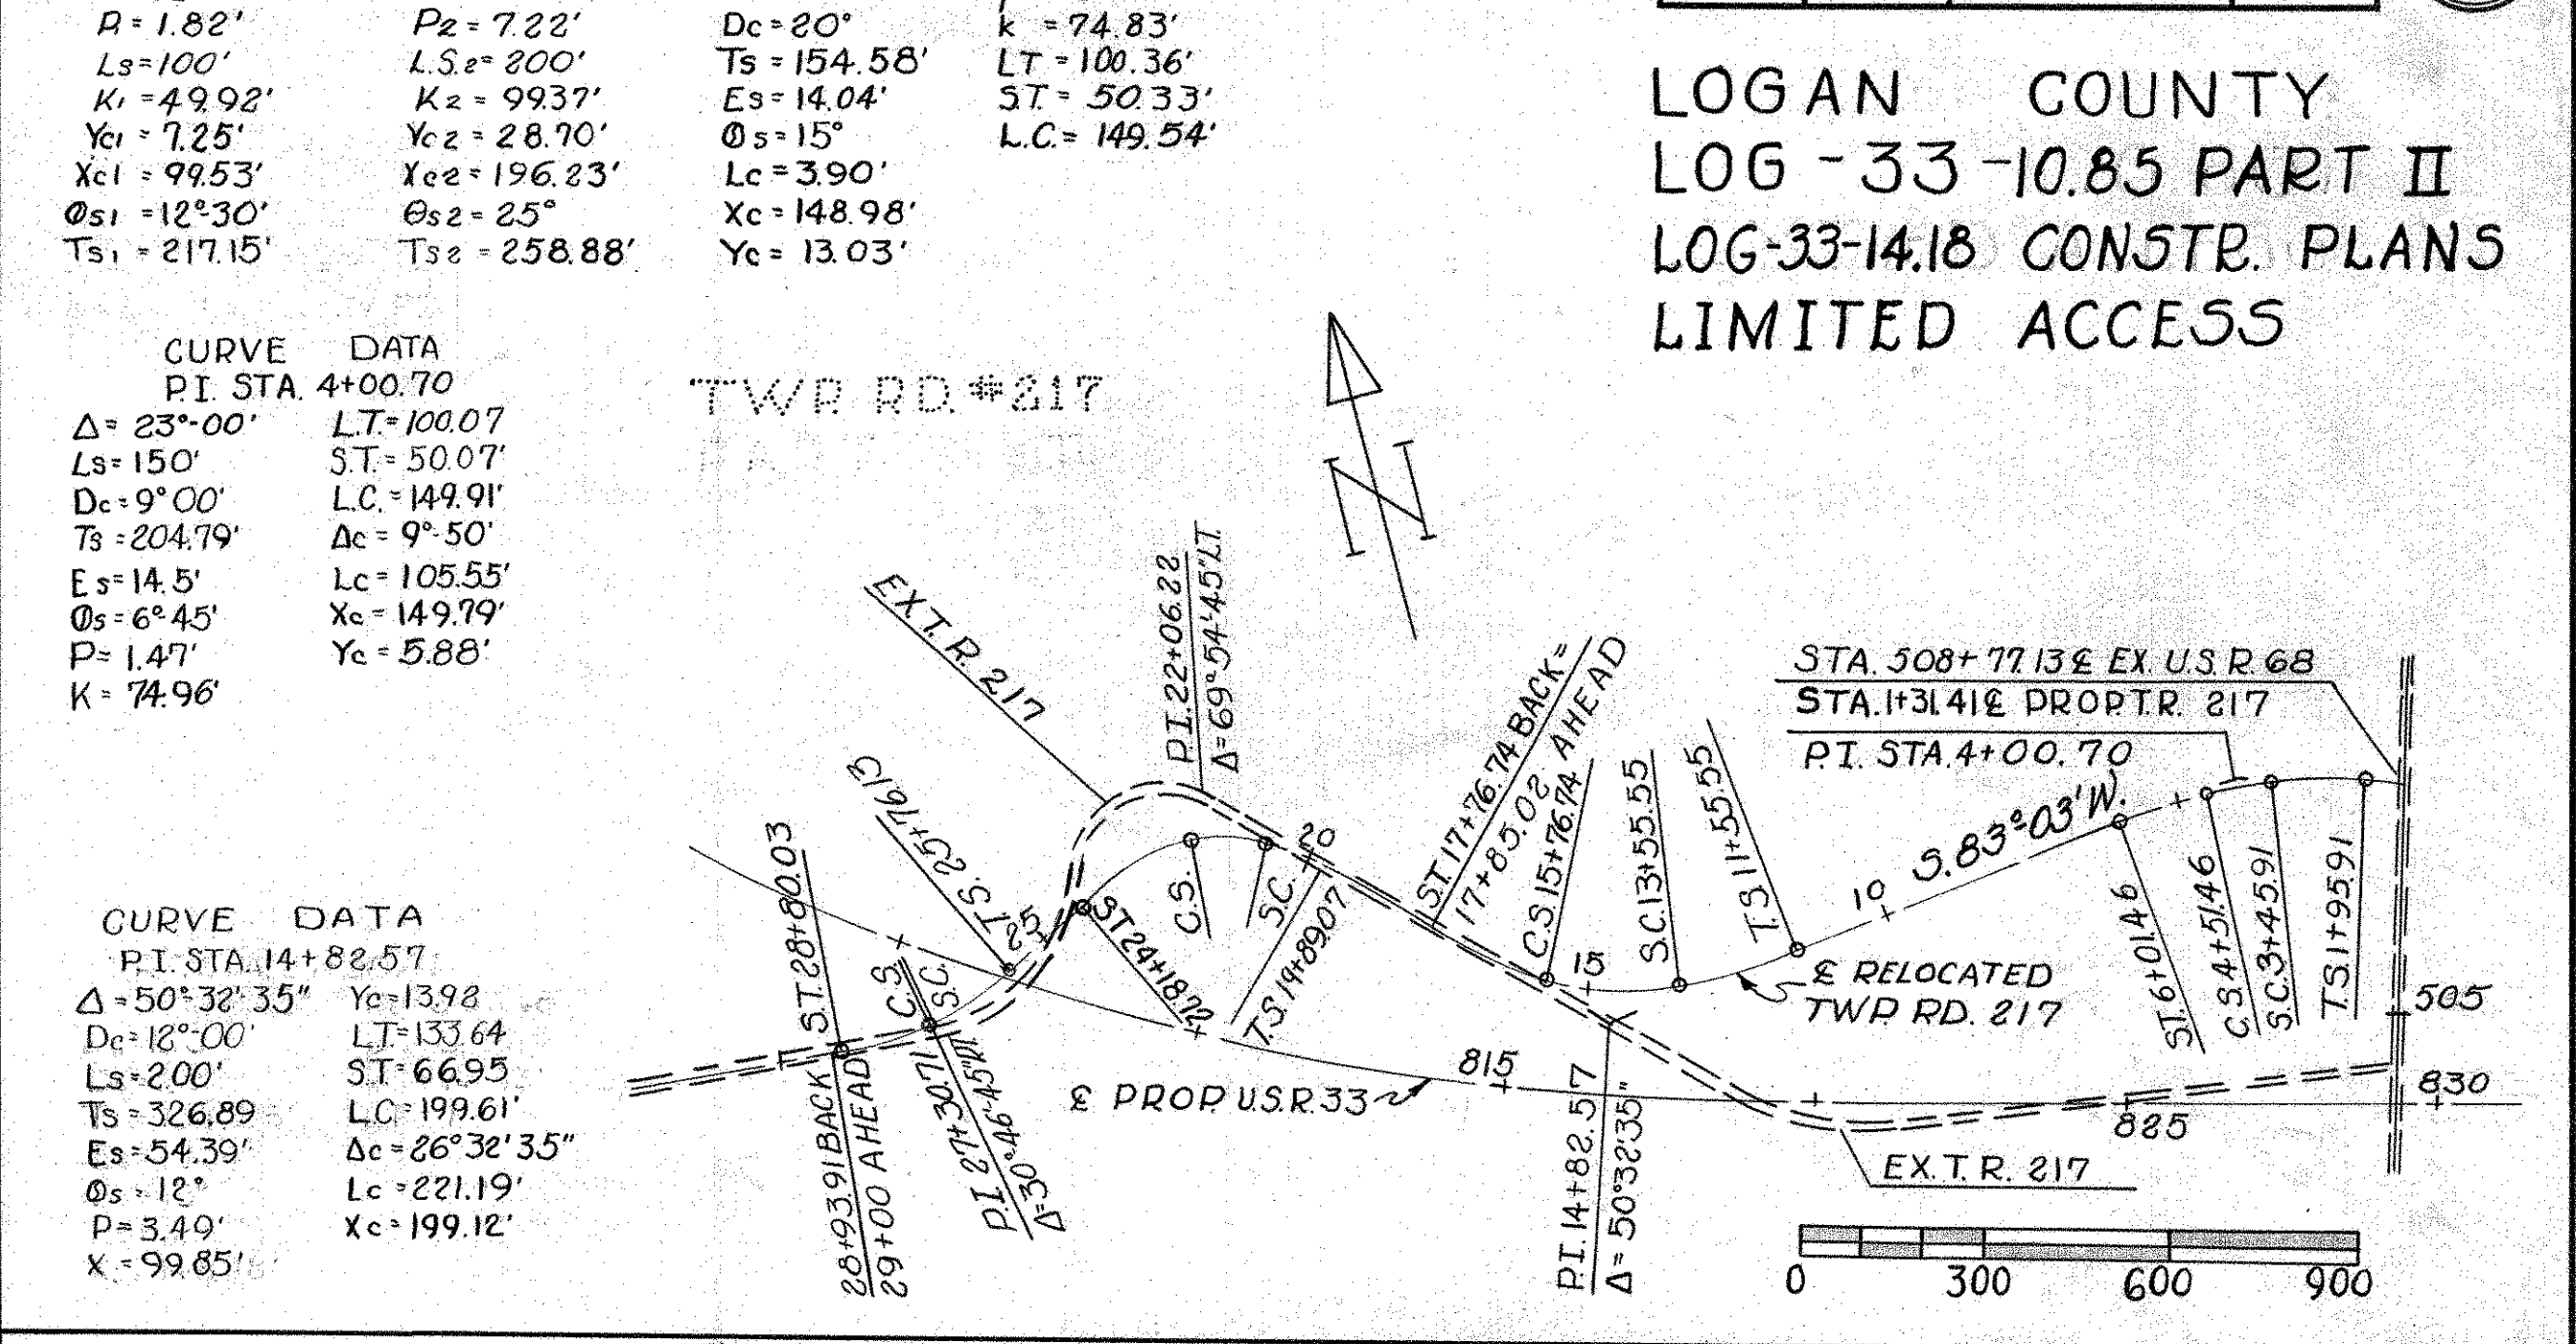 P1 = 1.82'
Ls = 100'
K1 = 49.92'
Yc1 = 7.25'
Xc1 = 99.53'
Øs1 = 12°-30'
Ts1 = 217.15'
P2 = 7.22'
L.S.2 = 200'
K2 = 99.37'
Yc2 = 28.70'
Xc2 = 196.23'
Θs2 = 25°
Ts2 = 258.88'
Dc = 20°
Ts = 154.58'
Es = 14.04'
Øs = 15°
Lc = 3.90'
Xc = 148.98'
Yc = 13.03'
k = 74.83'
LT = 100.36'
S.T. = 50.33'
L.C. = 149.54'
LOGAN COUNTY
LOG - 33 - 10.85 PART II
LOG-33-14.18 CONSTR. PLANS
LIMITED ACCESS
CURVE DATA
P.I. STA. 4+00.70
Δ = 23°-00' L.T. = 100.07
Ls = 150' S.T. = 50.07'
Dc = 9°00' L.C. = 149.91'
Ts = 204.79' Δc = 9°-50'
Es = 14.5' Lc = 105.55'
Øs = 6°-45' Xc = 149.79'
P = 1.47' Yc = 5.88'
K = 74.96'
TWP. RD. #217
CURVE DATA
P.I. STA. 14+82.57
Δ = 50°-32'-35" Yc = 13.92
Dc = 12°-00' LT = 133.64
Ls = 200' ST = 66.95
Ts = 326.89 L.C = 199.61'
Es = 54.39' Δc = 26°32'35"
Øs = 12° Lc = 221.19'
P = 3.49' Xc = 199.12'
X = 99.85'
EX. T. R. 217
P.I. 22+06.22
Δ = 69°-54'-45" LT.
ST. 17+76.74 BACK =
17+85.02 AHEAD
C.S. 15+76.74
S.C. 13+55.55
T.S. 11+55.55
STA. 508+77.13 ℄ EX. U.S.R. 68
STA. 1+31.41 ℄ PROP. T.R. 217
P.I. STA. 4+00.70
S. 83°-03' W.
10
15
20
25
T.S. 25+76.13
ST. 28+80.03
C.S.
S.C.
ST 24+18.22
C.S.
S.C.
T.S. 19+89.07
ST. 6+01.46
C.S. 4+51.46
S.C. 3+45.91
T.S. 1+95.91
℄ RELOCATED
TWP. RD. 217
505
815
825
830
℄ PROP. U.S.R. 33
28+93.91 BACK
29+00 AHEAD
P.I. 27+30.71
Δ = 30°-46'-45" RT.
P.I. 14+82.57
Δ = 50°32'35"
EX. T. R. 217
0 300 600 900